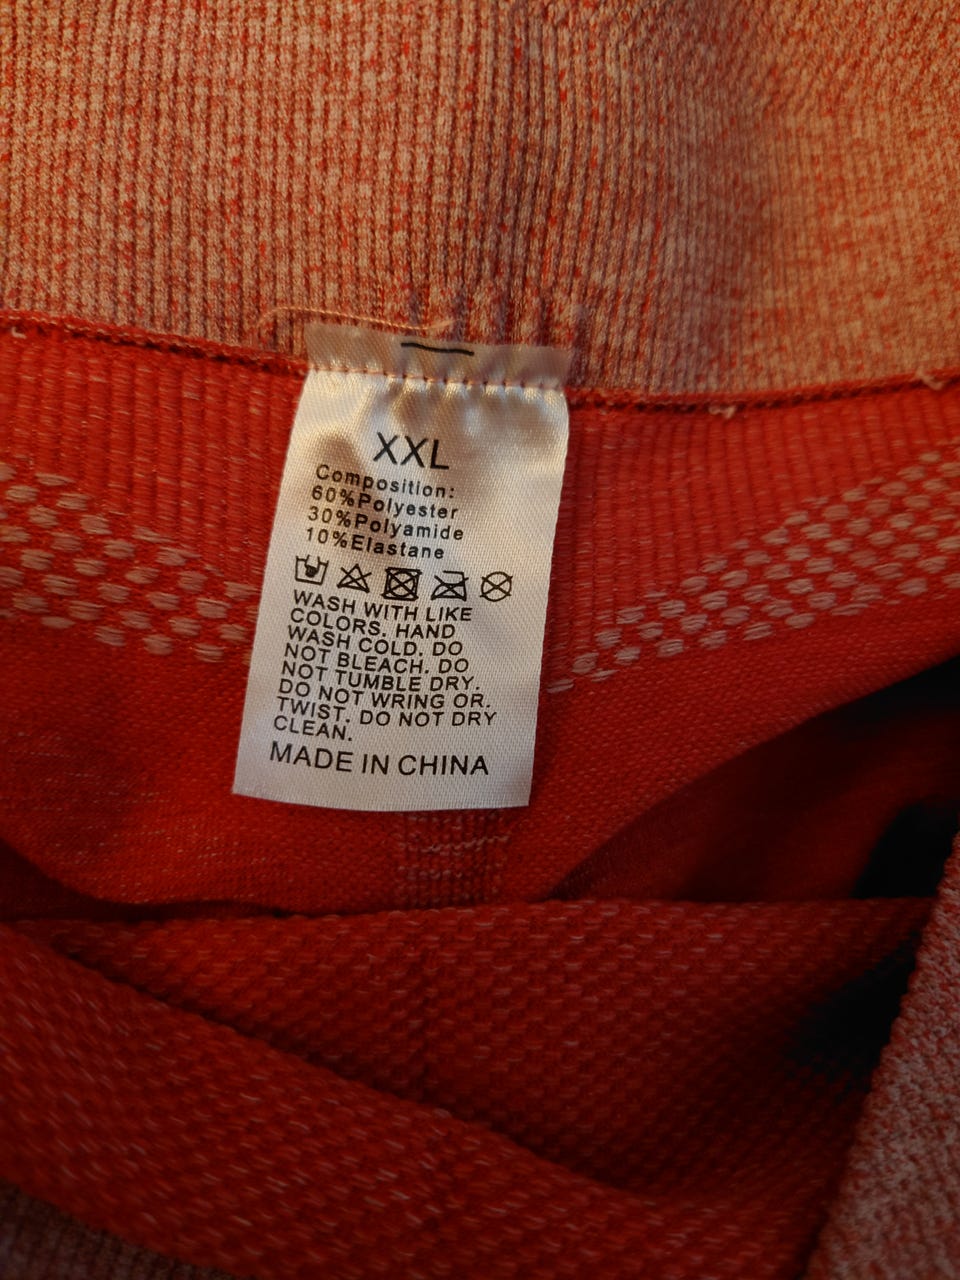 XXL
Composition:
60%Polyester
30%Polyamide
10%Elastane
WASH WITH LIKE
COLORS. HAND
WASH COLD. DO
NOT BLEACH. DO
NOT TUMBLE DRY.
DO NOT WRING OR.
TWIST. DO NOT DRY
CLEAN.
MADE IN CHINA